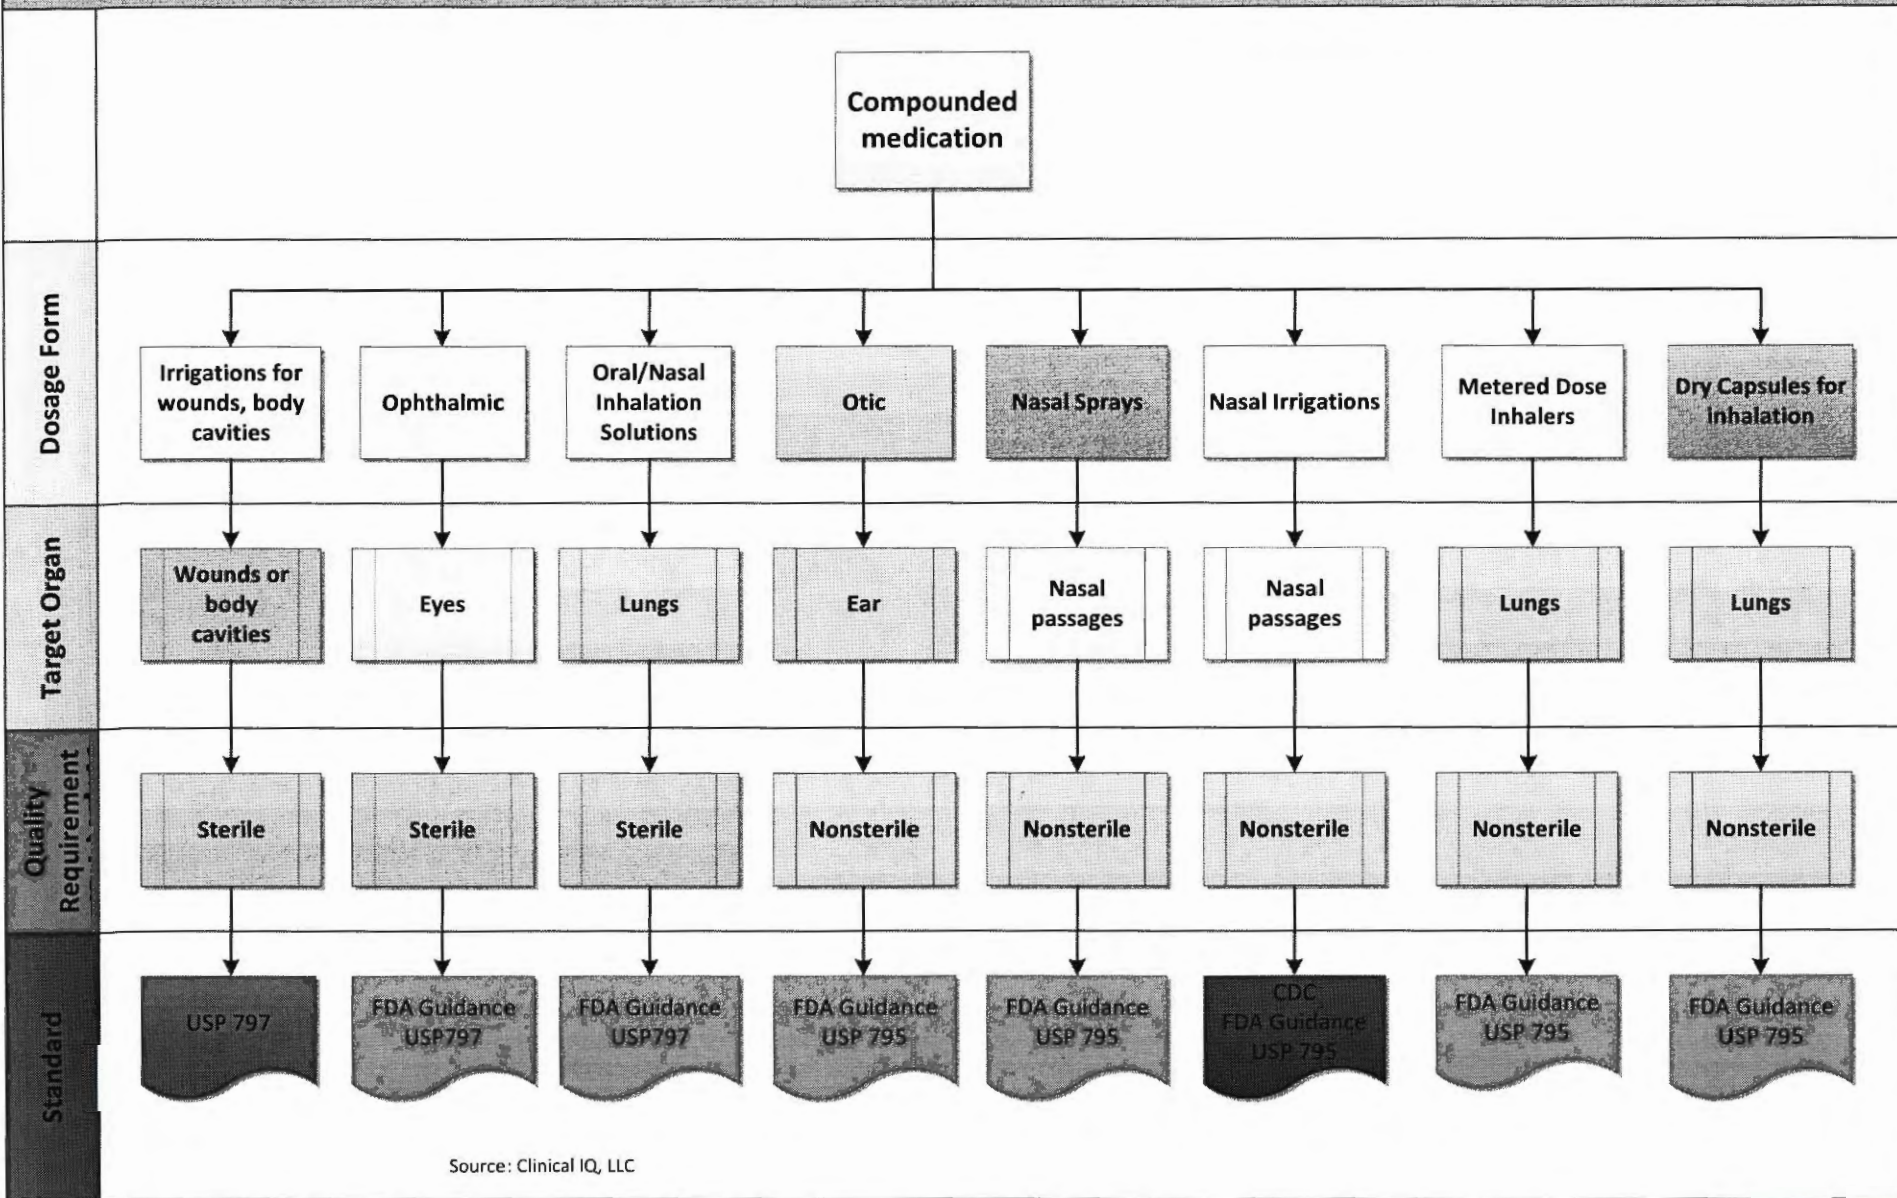 Compounded
medication
Dosage Form
Irrigations for
wounds, body
cavities
Ophthalmic
Oral/Nasal
Inhalation
Solutions
Otic
Nasal Sprays
Nasal Irrigations
Metered Dose
Inhalers
Dry Capsules for
inhalation
Target Organ
Wounds or
body
cavities
Eyes
Lungs
Ear
Nasal
passages
Nasal
passages
Lungs
Lungs
Quality
Requirement
Sterile
Sterile
Sterile
Nonsterile
Nonsterile
Nonsterile
Nonsterile
Nonsterile
Standard
USP 797
FDA Guidance
USP797
FDA Guidance
USP797
FDA Guidance
USP 795
FDA Guidance
USP 795
CDC
FDA Guidance
USP 795
FDA Guidance
USP 795
FDA Guidance
USP 795
Source: Clinical IQ, LLC